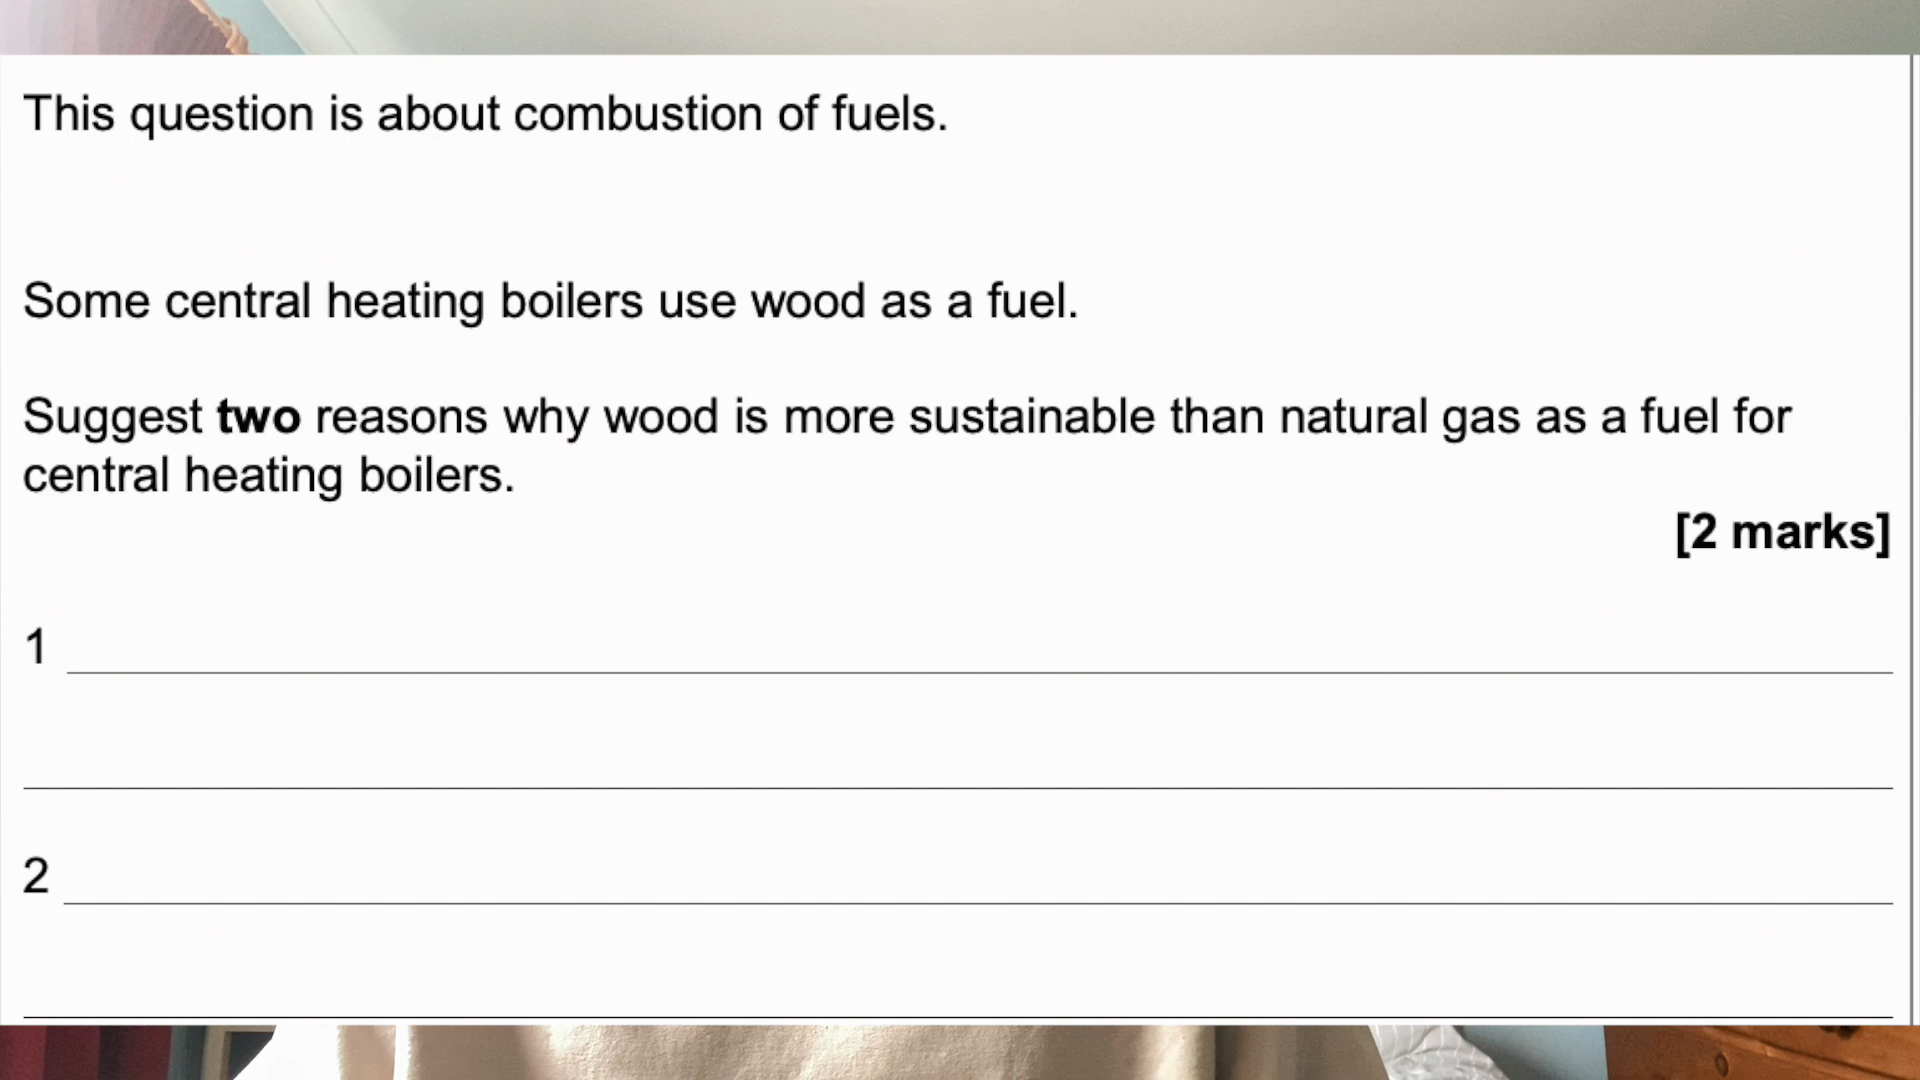 This question is about combustion of fuels.
Some central heating boilers use wood as a fuel.
Suggest two reasons why wood is more sustainable than natural gas as a fuel for
central heating boilers.
[2 marks]
1
2